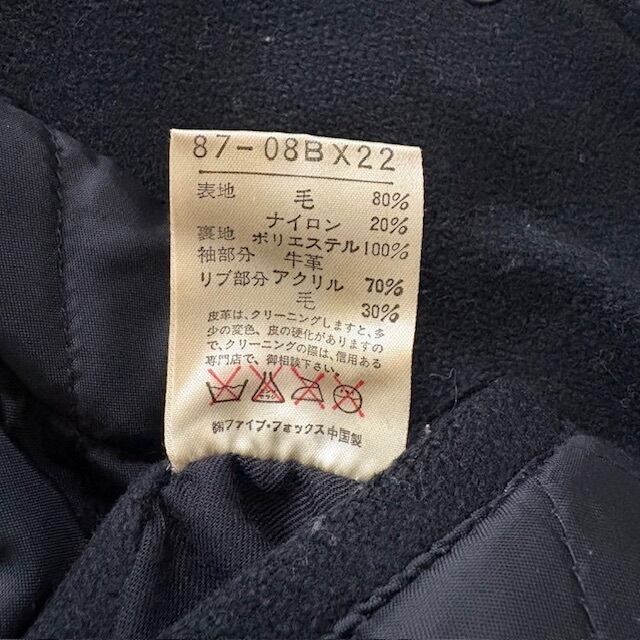 87-08BX22
表地 毛 80%
ナイロン 20%
裏地 ポリエステル 100%
袖部分 牛革
リブ部分 アクリル 70%
毛 30%
皮革は、クリーニングしますと、多
少の変色、皮の硬化がありますの
で、クリーニングの際は、信用ある
専門店で、御相談下さい。
㈱ファイブ・フォックス 中国製